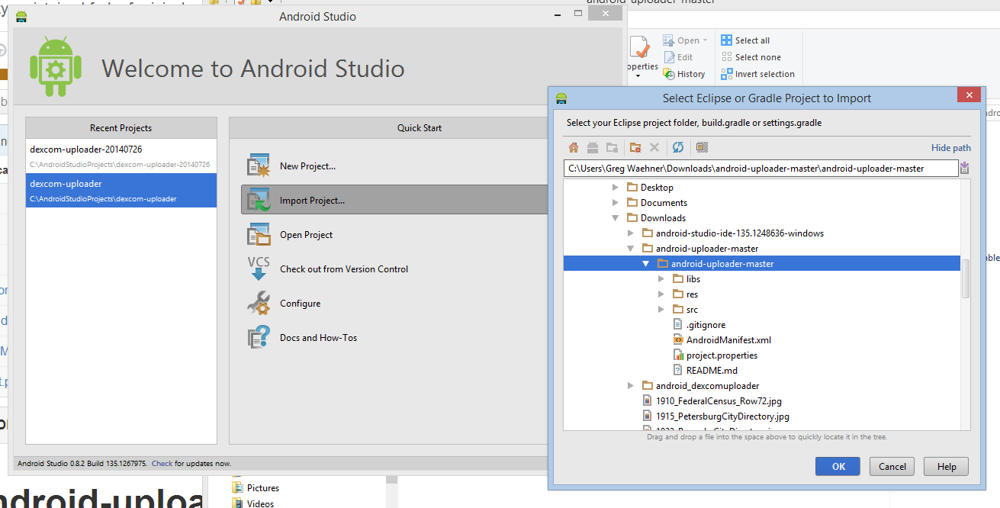 Android Studio
Welcome to Android Studio
Recent Projects
dexcom-uploader-20140726
C:\AndroidStudioProjects\dexcom-uploader-20140726
dexcom-uploader
C:\AndroidStudioProjects\dexcom-uploader
Quick Start
New Project...
Import Project...
Open Project
VCS
Check out from Version Control
Configure
Docs and How-Tos
Android Studio 0.8.2 Build 135.1267975. Check for updates now.
android-uploader-master
Open
Edit
History
operties
Select all
Select none
Invert selection
Select Eclipse or Gradle Project to Import
Select your Eclipse project folder, build.gradle or settings.gradle
Hide path
C:\Users\Greg Waehner\Downloads\android-uploader-master\android-uploader-master
Desktop
Documents
Downloads
android-studio-ide-135.1248636-windows
android-uploader-master
android-uploader-master
libs
res
src
.gitignore
AndroidManifest.xml
project.properties
README.md
android_dexcomuploader
1910_FederalCensus_Row72.jpg
1915_PetersburgCityDirectory.jpg
Drag and drop a file into the space above to quickly locate it in the tree.
OK
Cancel
Help
Pictures
Videos
ndroid-uploa